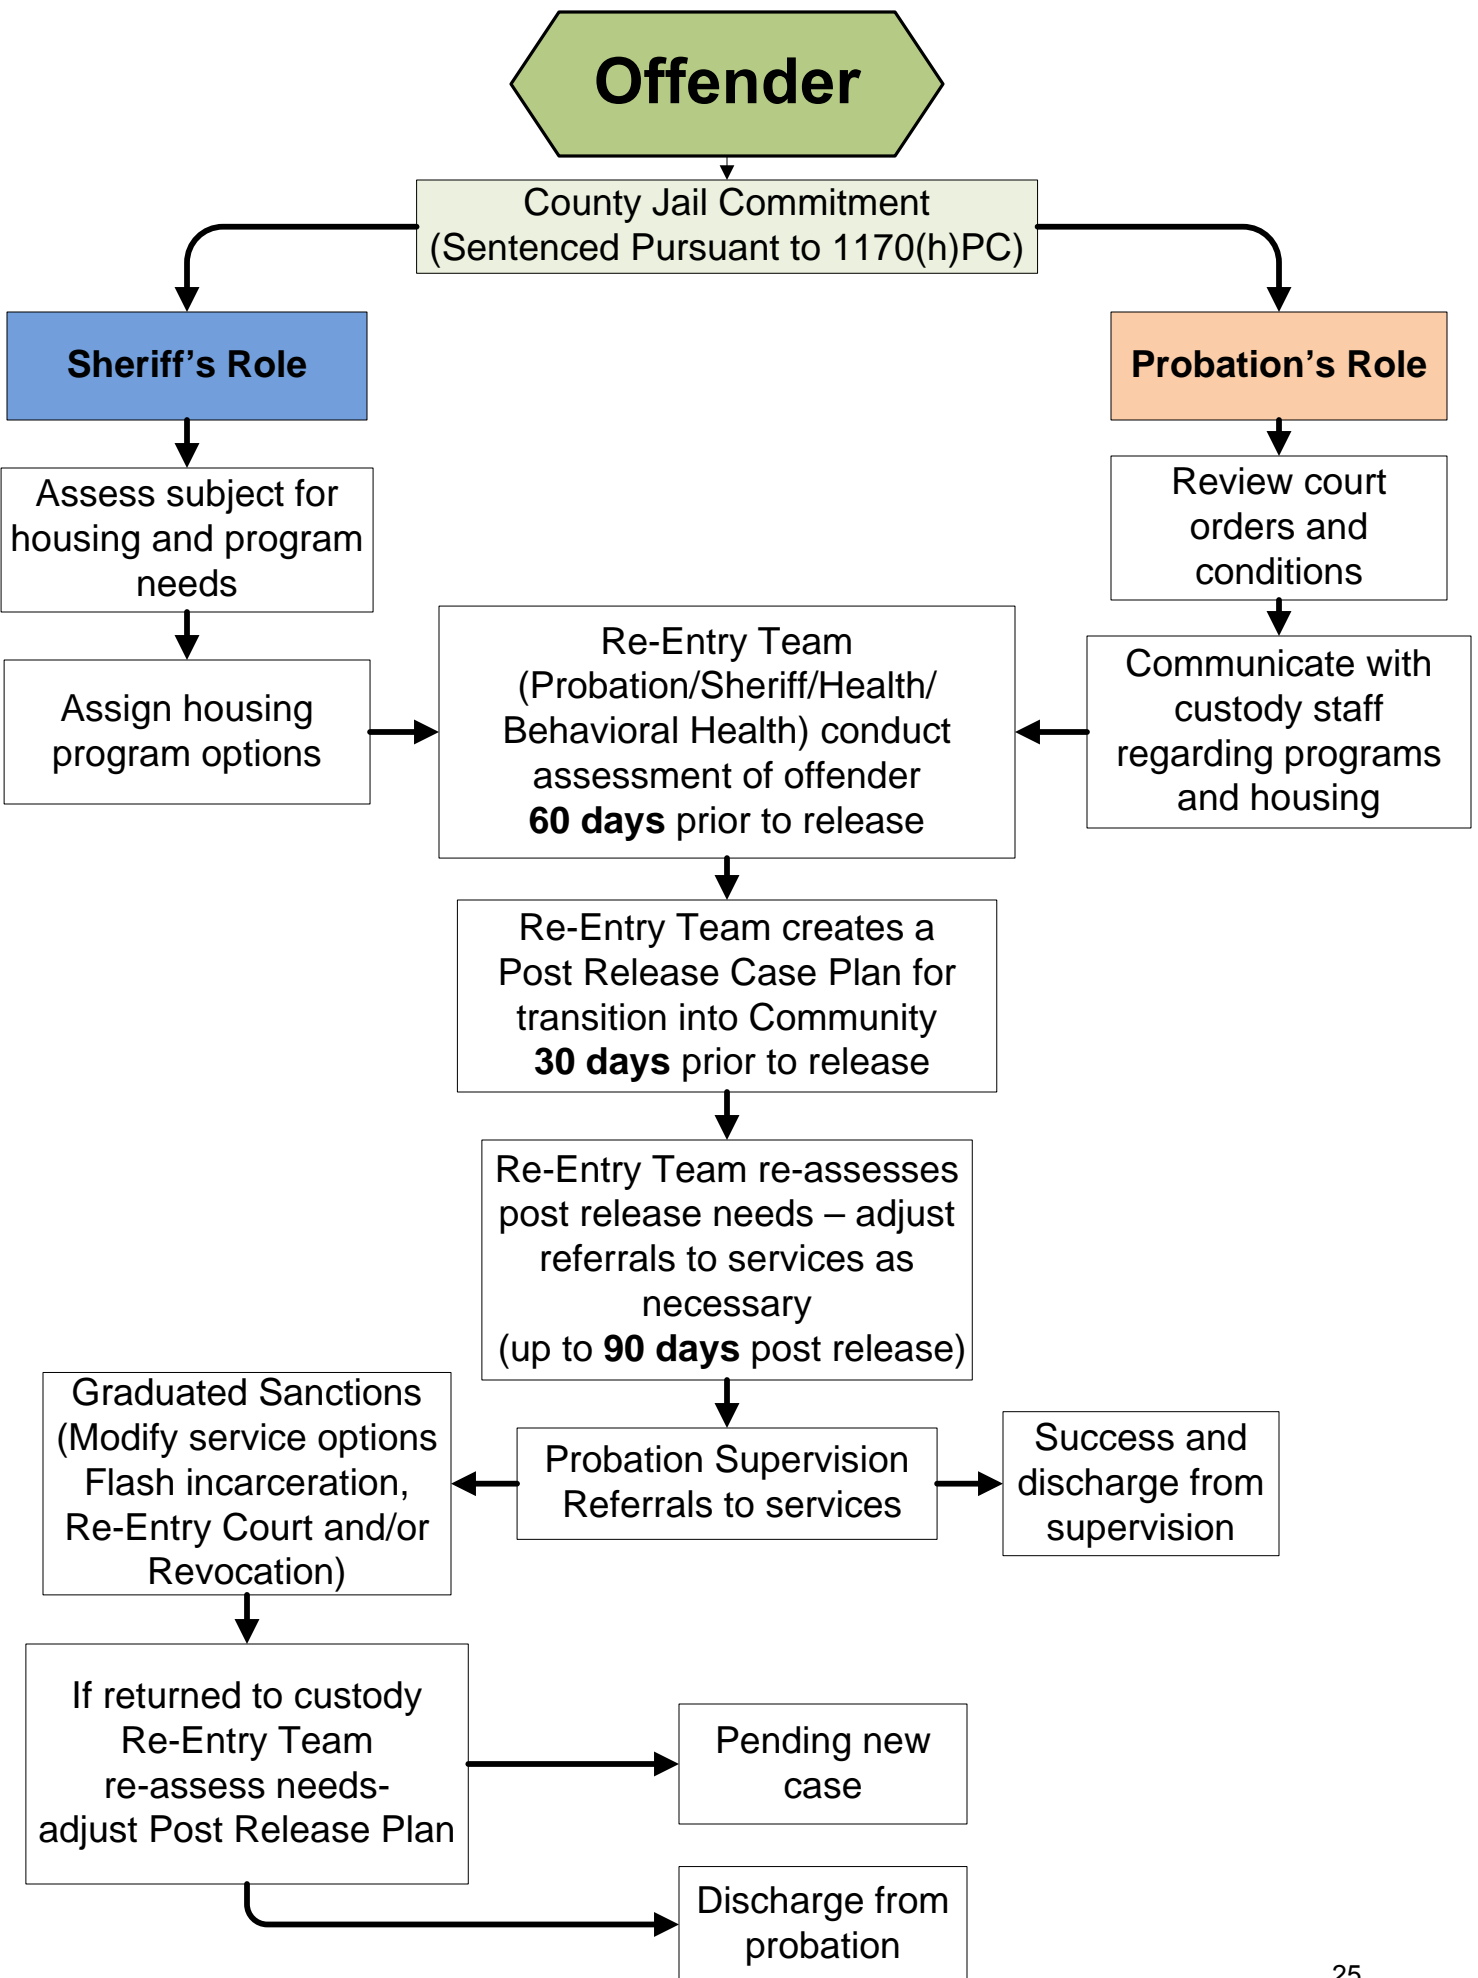 Offender
County Jail Commitment
(Sentenced Pursuant to 1170(h)PC)
Sheriff’s Role
Probation’s Role
Assess subject for
housing and program
needs
Review court
orders and
conditions
Assign housing
program options
Re-Entry Team
(Probation/Sheriff/Health/
Behavioral Health) conduct
assessment of offender
60 days prior to release
Communicate with
custody staff
regarding programs
and housing
Re-Entry Team creates a
Post Release Case Plan for
transition into Community
30 days prior to release
Re-Entry Team re-assesses
post release needs – adjust
referrals to services as
necessary
(up to 90 days post release)
Graduated Sanctions
(Modify service options
Flash incarceration,
Re-Entry Court and/or
Revocation)
Probation Supervision
Referrals to services
Success and
discharge from
supervision
If returned to custody
Re-Entry Team
re-assess needs-
adjust Post Release Plan
Pending new
case
Discharge from
probation
25